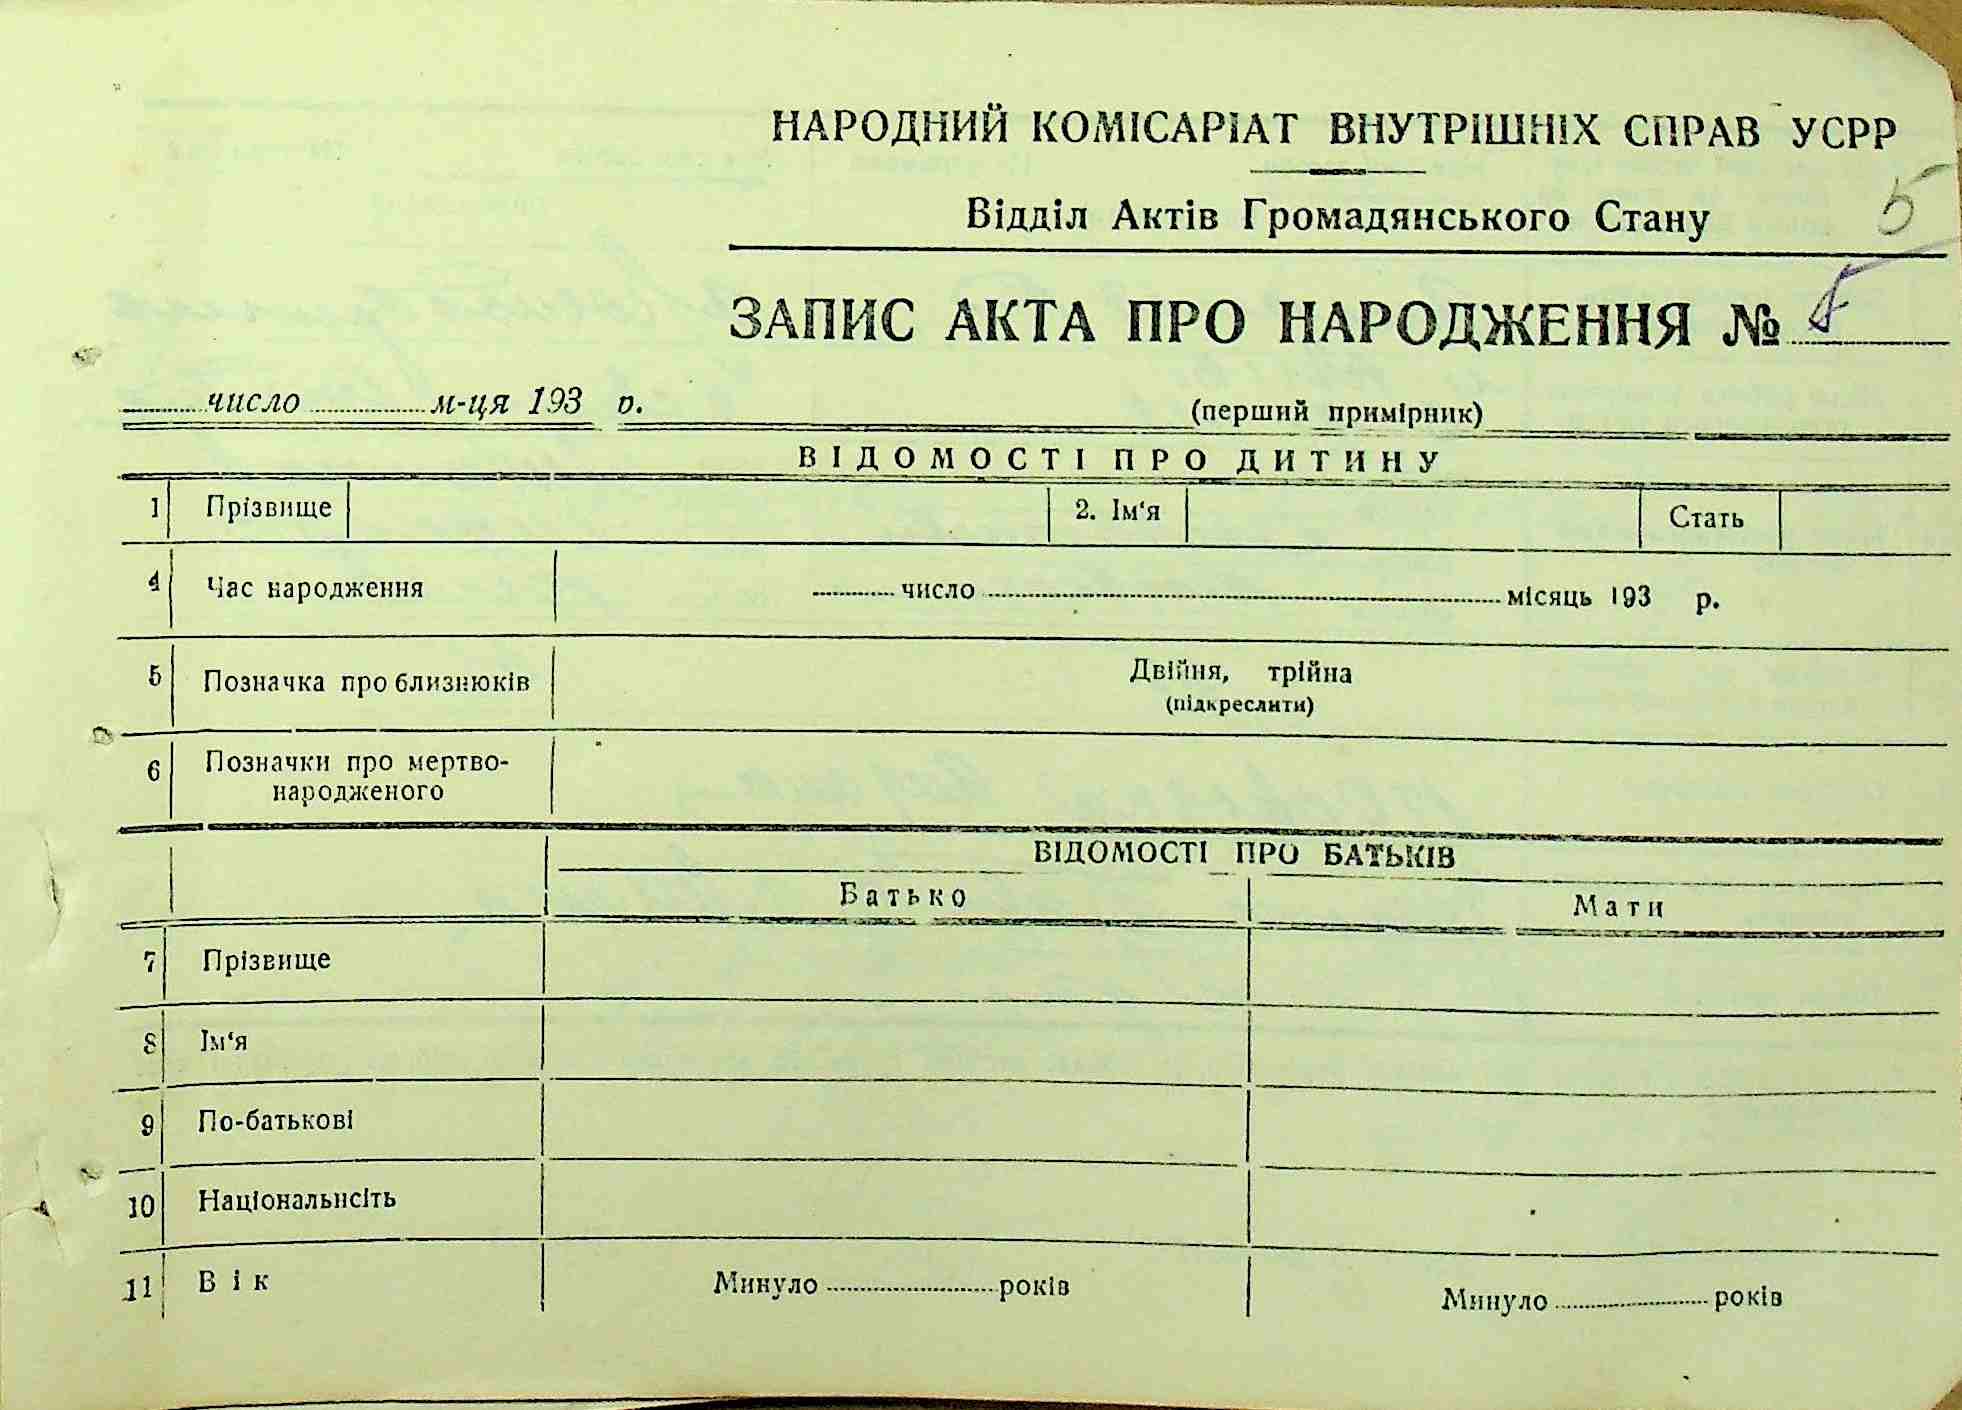 НАРОДНИЙ КОМІСАРІАТ ВНУТРІШНІХ СПРАВ УСРР
Відділ Актів Громадянського Стану
5
ЗАПИС АКТА ПРО НАРОДЖЕННЯ №
число м-ця 193 р. (перший примірник)
ВІДОМОСТІ ПРО ДИТИНУ
1 Прізвище 2. Ім‘я Стать
4 Час народження число місяць 193 р.
5 Позначка про близнюків Двійня, трійна
(підкреслити)
6 Позначки про мертво-
народженого
ВІДОМОСТІ ПРО БАТЬКІВ
Батько Мати
7 Прізвище
8 Ім‘я
9 По-батькові
10 Національність
11 Вік Минуло років Минуло років